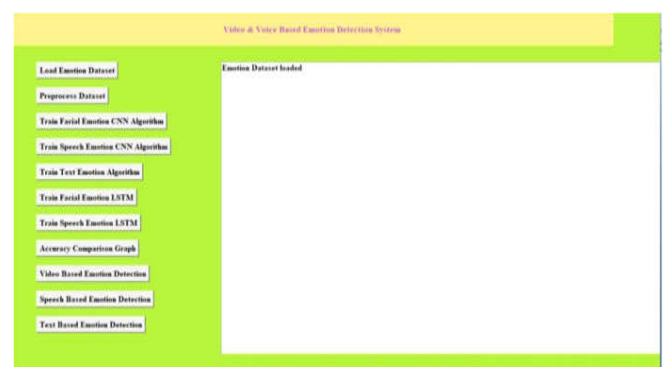 Video & Voice Based Emotion Detection System
Load Emotion Dataset
Emotion Dataset loaded
Preprocess Dataset
Train Facial Emotion CNN Algorithm
Train Speech Emotion CNN Algorithm
Train Text Emotion Algorithm
Train Facial Emotion LSTM
Train Speech Emotion LSTM
Accuracy Comparison Graph
Video Based Emotion Detection
Speech Based Emotion Detection
Text Based Emotion Detection